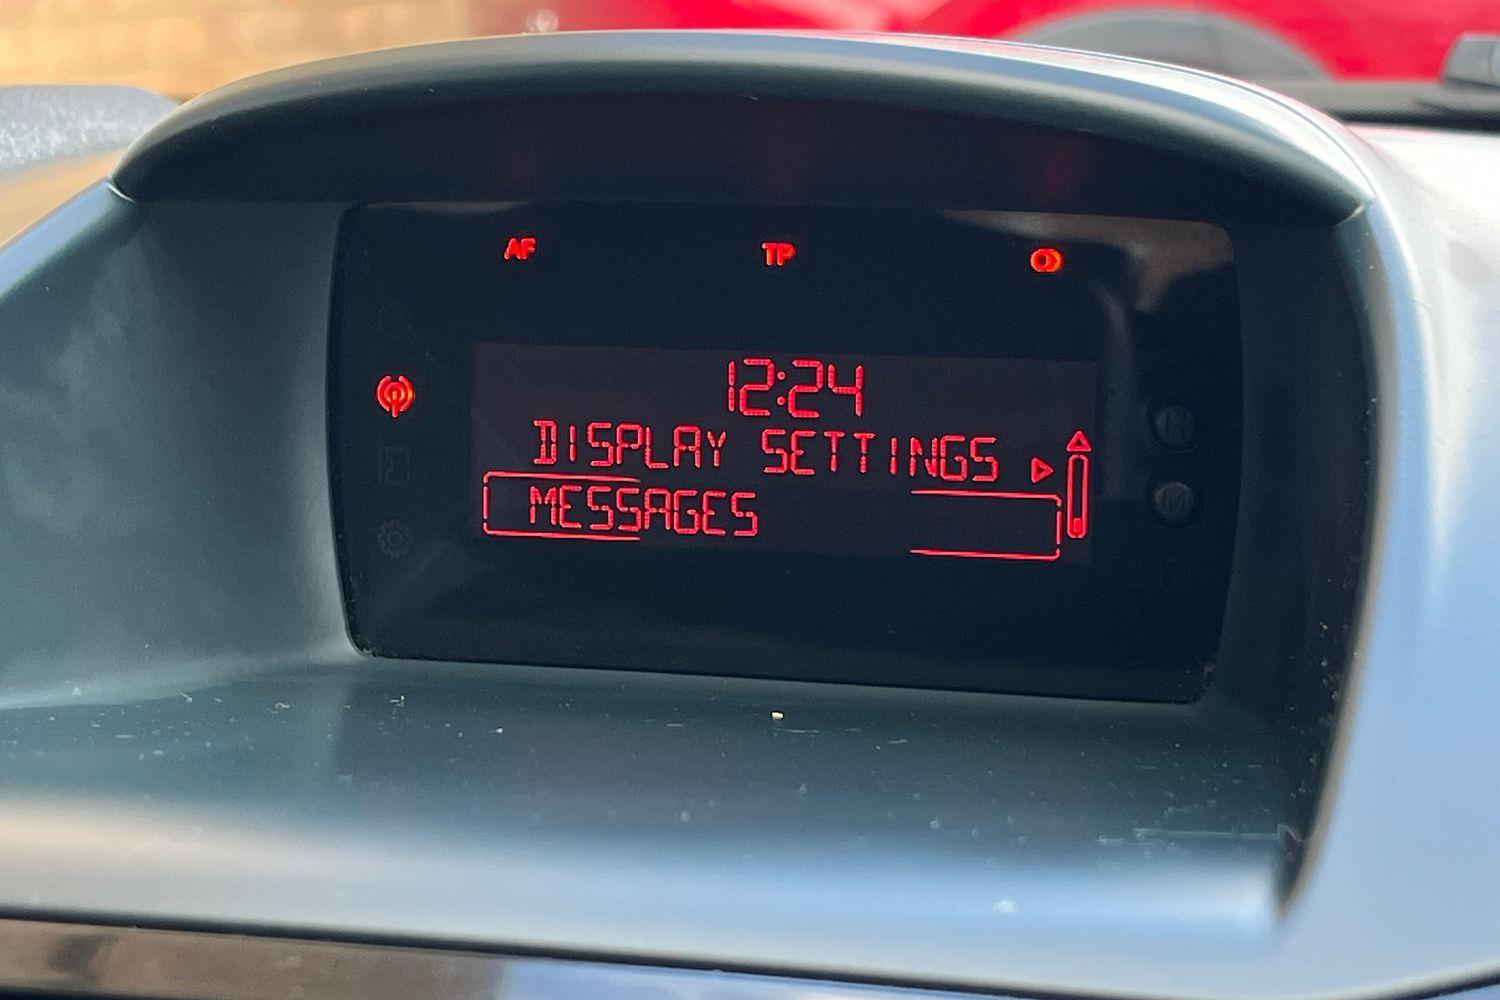 AF TP
12:24
DISPLAY SETTINGS
MESSAGES